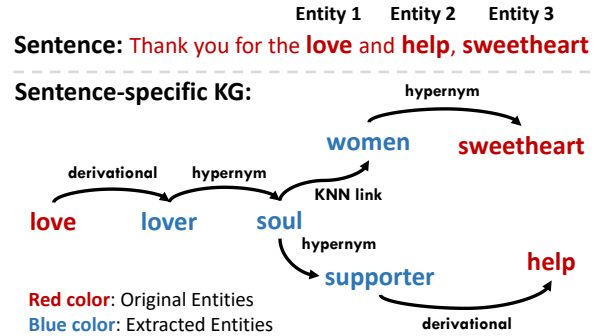 Entity 1 Entity 2 Entity 3
Sentence: Thank you for the love and help, sweetheart
Sentence-specific KG:
hypernym
women sweetheart
derivational hypernym
KNN link
love lover soul
hypernym
supporter help
Red color: Original Entities
Blue color: Extracted Entities
derivational